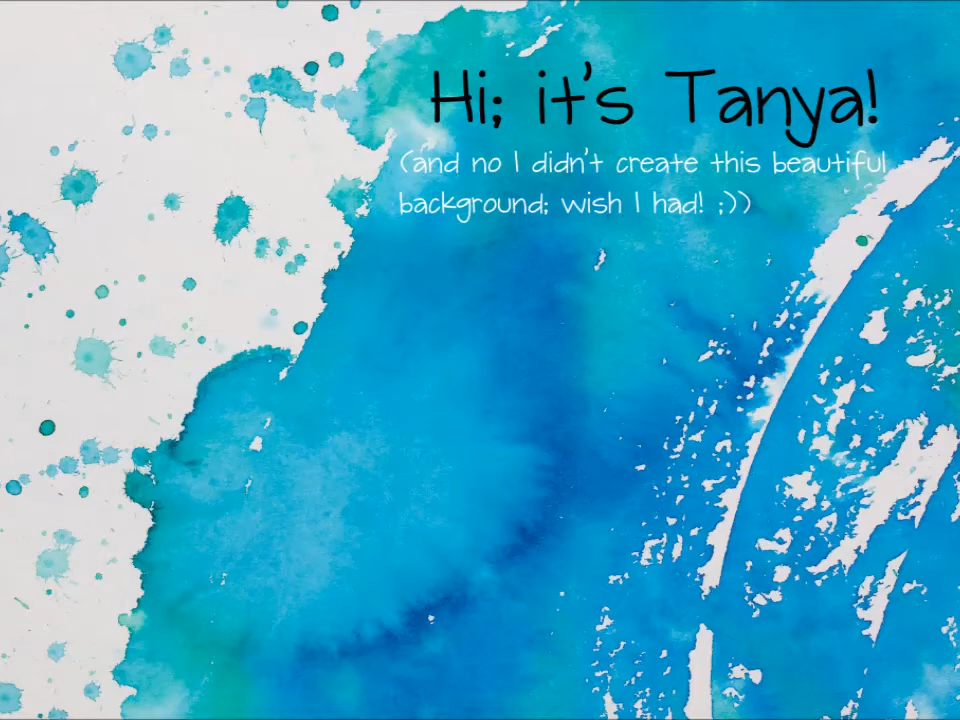 Hi; it's Tanya!
(and no I didn't create this beautiful
background; wish I had! ;))